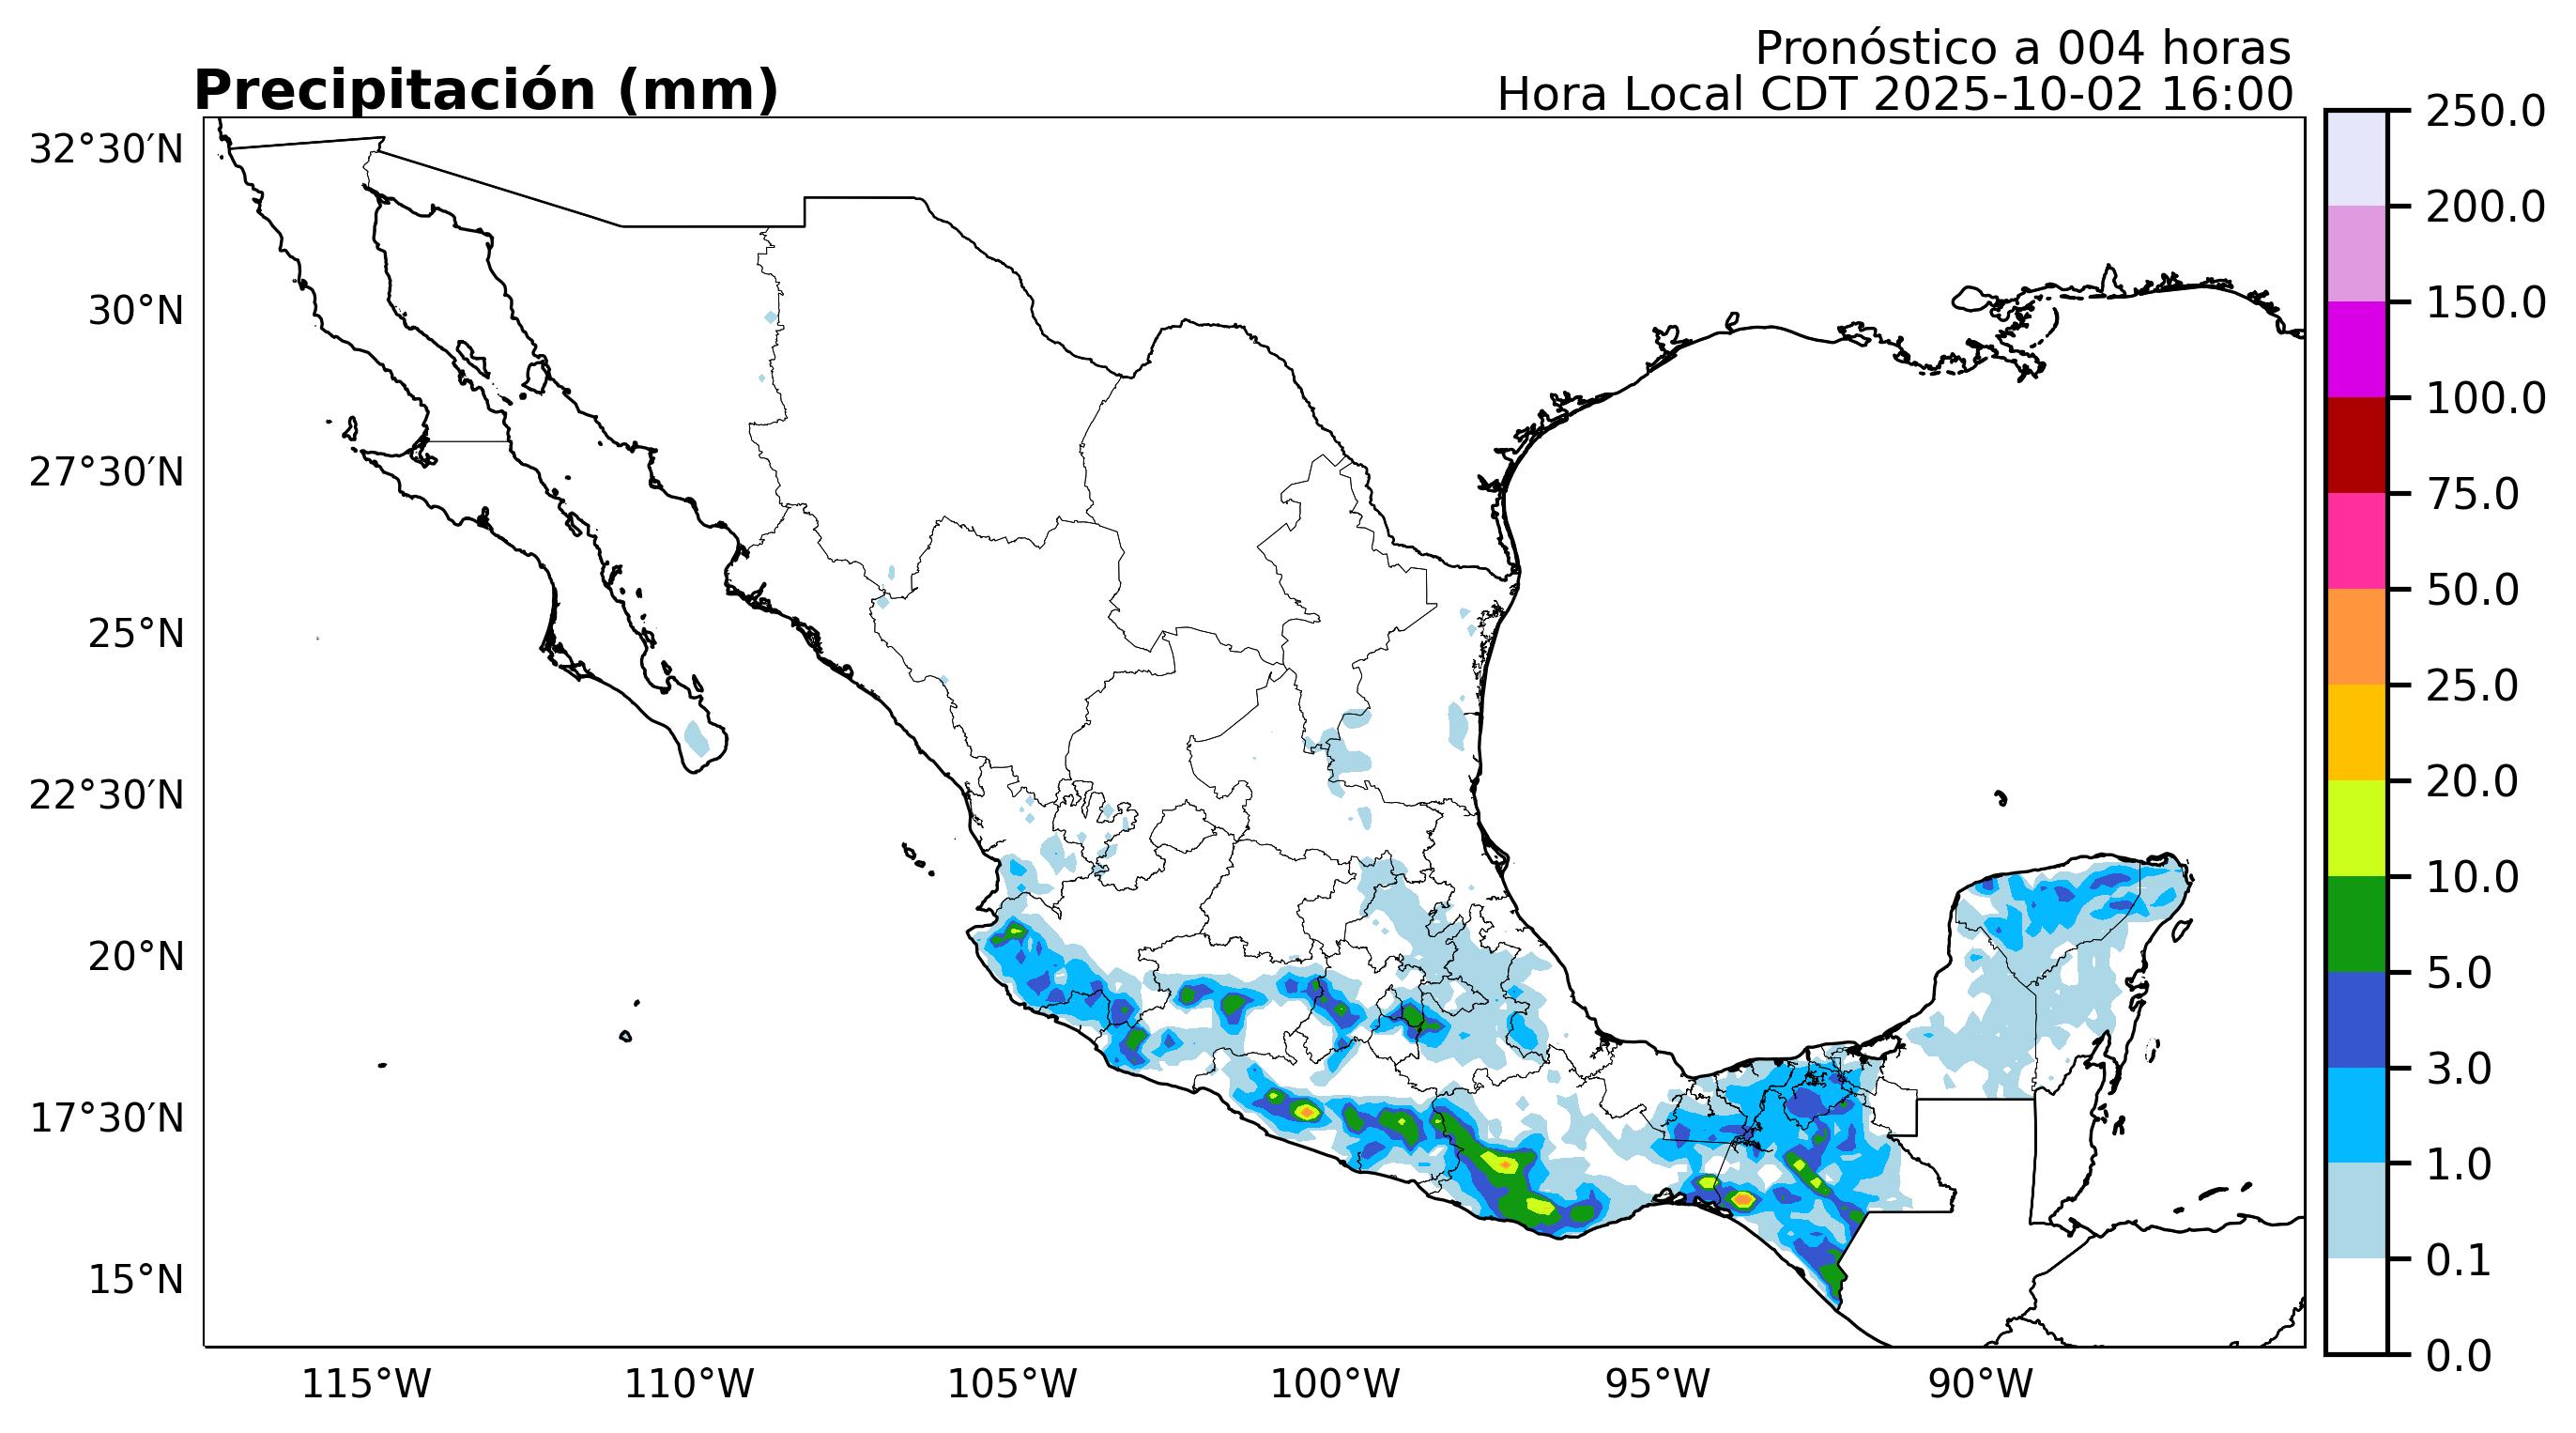 Pronóstico a 004 horas
Precipitación (mm)
Hora Local CDT 2025-10-02 16:00
32°30′N
30°N
27°30′N
25°N
22°30′N
20°N
17°30′N
15°N
115°W
110°W
105°W
100°W
95°W
90°W
250.0
200.0
150.0
100.0
75.0
50.0
25.0
20.0
10.0
5.0
3.0
1.0
0.1
0.0